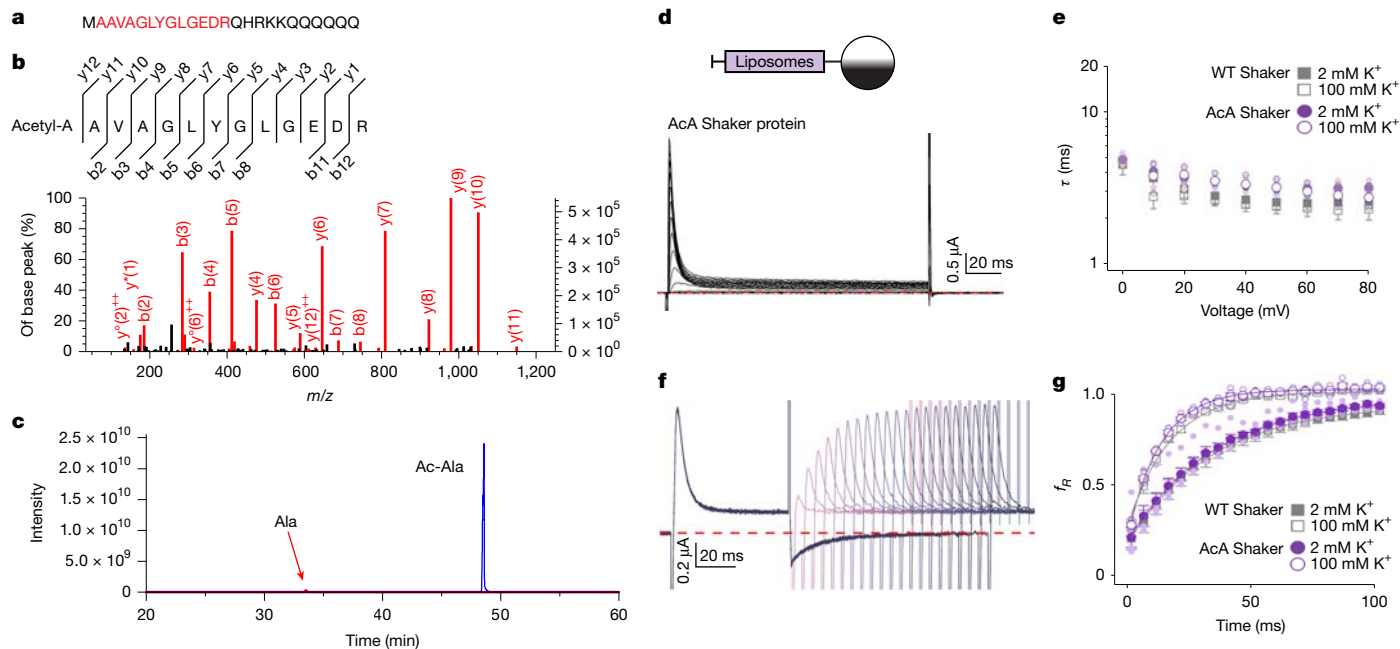 a
MAAVAGLYGLGEDRQHRKKQQQQQQ
b
y12 y11 y10 y9 y8 y7 y6 y5 y4 y3 y2 y1
Acetyl-A A V A G L Y G L G E D R
b2 b3 b4 b5 b6 b7 b8 b11 b12
Of base peak (%)
100
80
60
40
20
0
y°(2)++
y*(1)
b(2)
b(3)
y°(6)++
b(4)
b(5)
y(4)
b(6)
y(5)
y(12)++
y(6)
b(7)
b(8)
y(7)
y(8)
y(9)
y(10)
y(11)
5 × 10⁵
4 × 10⁵
3 × 10⁵
2 × 10⁵
1 × 10⁵
0 × 10⁰
200 400 600 800 1,000 1,200
m/z
c
Intensity
2.5 × 10¹⁰
2.0 × 10¹⁰
1.5 × 10¹⁰
1.0 × 10¹⁰
5.0 × 10⁹
0
Ala
Ac-Ala
20 30 40 50 60
Time (min)
d
Liposomes
AcA Shaker protein
0.5 µA
20 ms
e
WT Shaker 2 mM K⁺
100 mM K⁺
AcA Shaker 2 mM K⁺
100 mM K⁺
τ (ms)
20
10
1
0 20 40 60 80
Voltage (mV)
f
0.2 µA
20 ms
g
fR
1.0
0.5
0
WT Shaker 2 mM K⁺
100 mM K⁺
AcA Shaker 2 mM K⁺
100 mM K⁺
0 50 100
Time (ms)